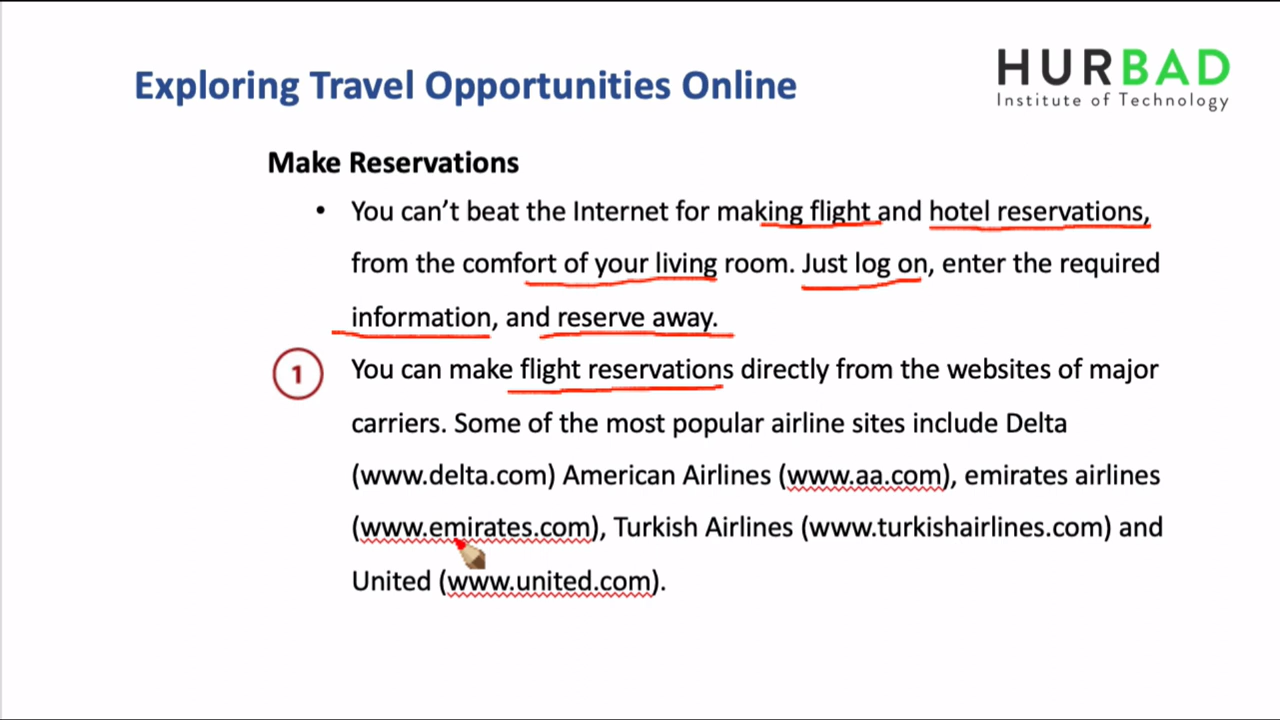 Exploring Travel Opportunities Online
HURBAD
Institute of Technology
Make Reservations
• You can’t beat the Internet for making flight and hotel reservations,
from the comfort of your living room. Just log on, enter the required
information, and reserve away.
1 You can make flight reservations directly from the websites of major
carriers. Some of the most popular airline sites include Delta
(www.delta.com) American Airlines (www.aa.com), emirates airlines
(www.emirates.com), Turkish Airlines (www.turkishairlines.com) and
United (www.united.com).